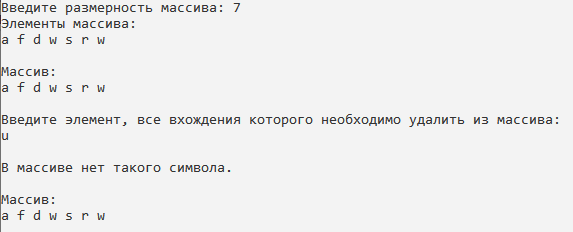 Введите размерность массива: 7
Элементы массива:
a f d w s r w
Массив:
a f d w s r w
Введите элемент, все вхождения которого необходимо удалить из массива:
u
В массиве нет такого символа.
Массив:
a f d w s r w